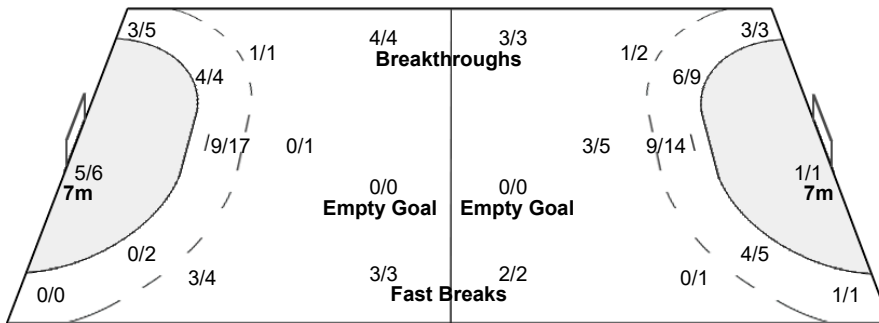 3/5 4/4 3/3 3/3
1/1 Breakthroughs 1/2
4/4 6/9
9/17 0/1 3/5 9/14
5/6 0/0 0/0 1/1
7m Empty Goal Empty Goal 7m
0/2 4/5
3/4 3/3 2/2 0/1
0/0 Fast Breaks 1/1